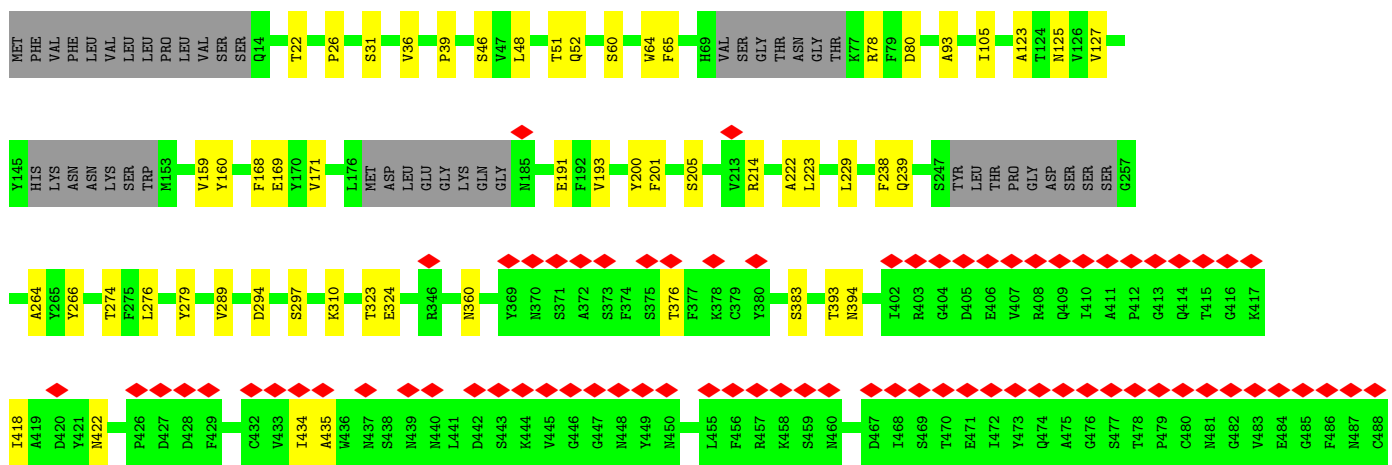 MET PHE VAL PHE LEU VAL LEU LEU PRO LEU VAL SER SER Q14 T22 P26 S31 V36 P39 S46 V47 L48 T51 Q52 S60 W64 F65 H69 VAL SER GLY THR ASN GLY THR K77 R78 F79 D80 A93 I105 A123 T124 N125 V126 V127
Y145 HIS LYS ASN ASN LYS SER TRP M153 V159 Y160 F168 E169 Y170 V171 L176 MET ASP LEU GLU GLY LYS GLN GLY N185 E191 F192 V193 Y200 F201 S205 V213 R214 A222 L223 L229 F238 Q239 S247 TYR LEU THR PRO GLY ASP SER SER SER G257
A264 Y265 Y266 T274 F275 L276 Y279 V289 D294 S297 K310 T323 E324 R346 N360 Y369 N370 S371 A372 S373 F374 S375 T376 F377 K378 C379 Y380 S383 T393 N394 I402 R403 G404 D405 E406 V407 R408 Q409 I410 A411 P412 G413 Q414 T415 G416 K417
I418 A419 D420 Y421 N422 P426 D427 D428 F429 C432 V433 I434 A435 W436 N437 S438 N439 N440 L441 D442 S443 K444 V445 G446 G447 N448 Y449 N450 L455 F456 R457 K458 S459 N460 D467 I468 S469 T470 E471 I472 Y473 Q474 A475 G476 S477 T478 P479 C480 N481 G482 V483 E484 G485 F486 N487 C488